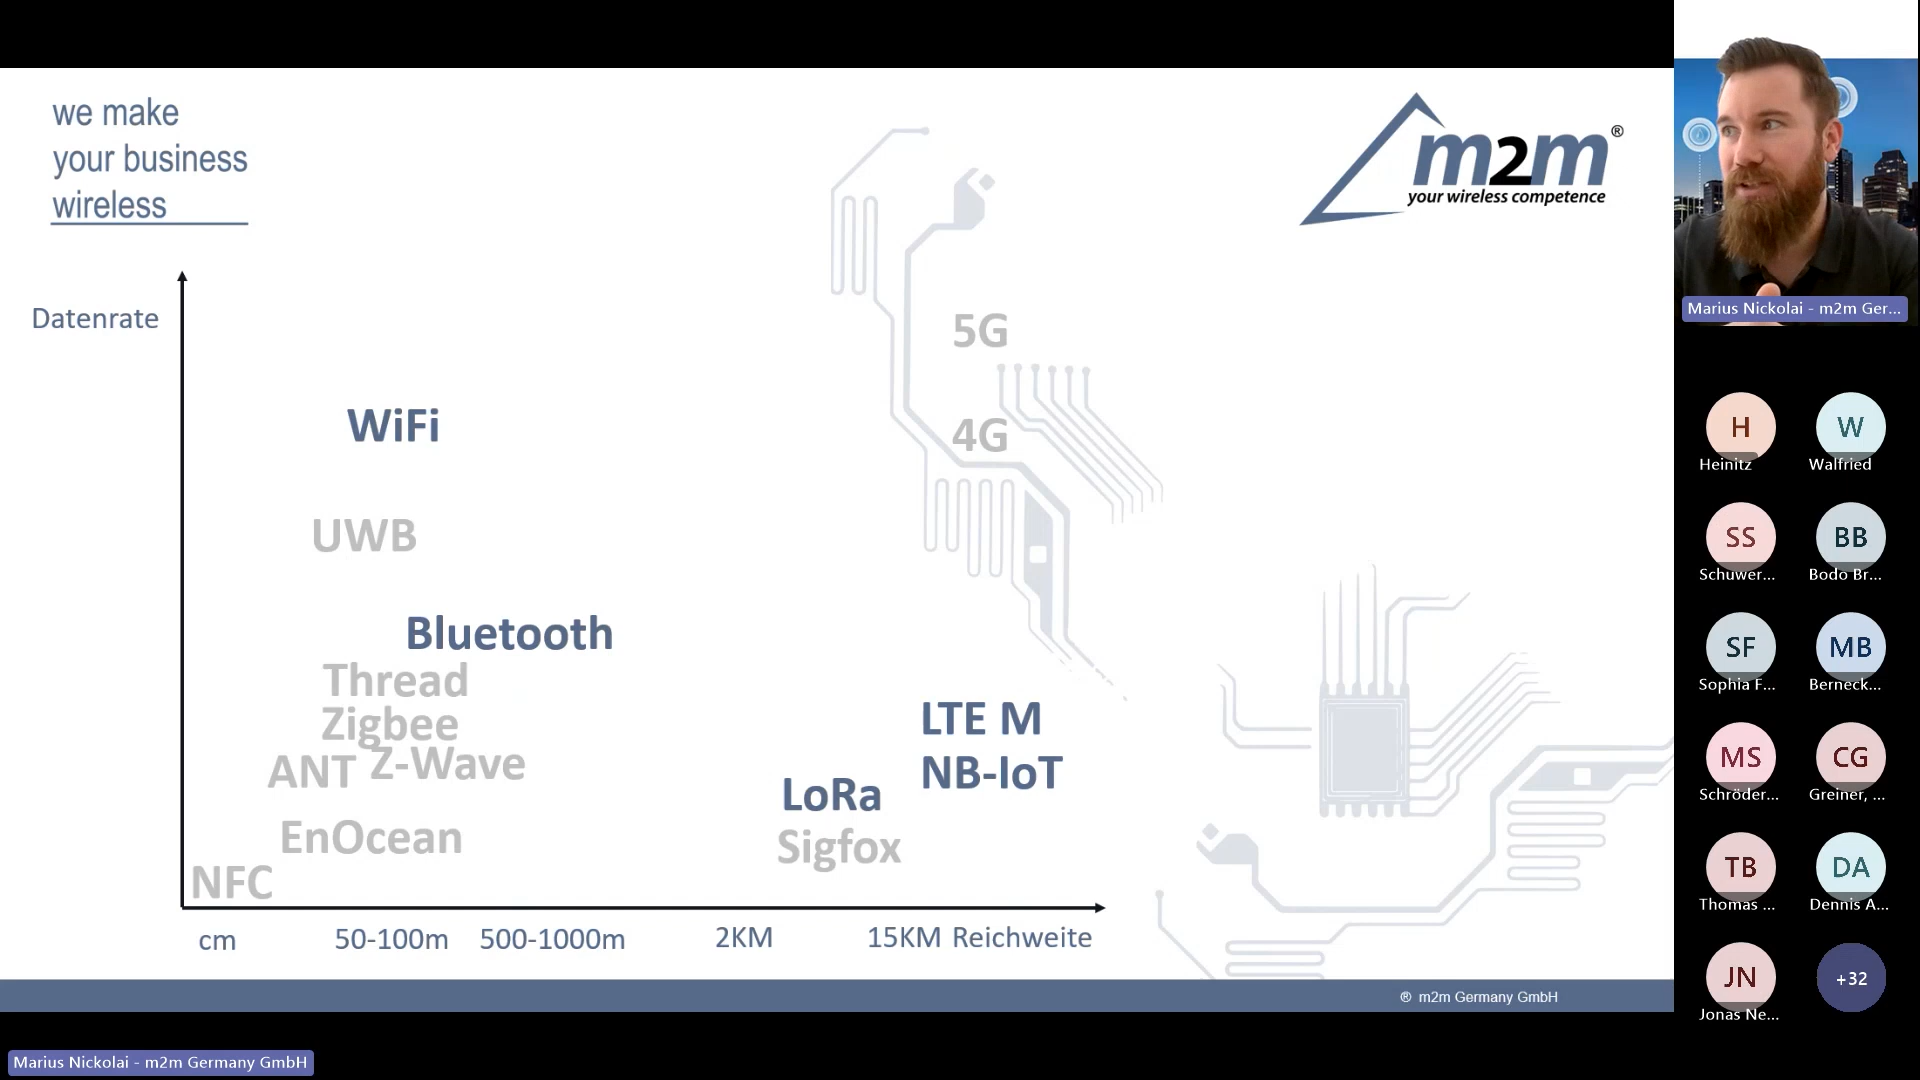 we make
your business
wireless
m2m®
your wireless competence
Datenrate
5G
WiFi
4G
UWB
Bluetooth
Thread
Zigbee
ANT Z-Wave
LTE M
NB-IoT
LoRa
Sigfox
EnOcean
NFC
cm 50-100m 500-1000m 2KM 15KM Reichweite
® m2m Germany GmbH
Marius Nickolai - m2m Germany GmbH
Marius Nickolai - m2m Ger...
H W
Heinitz Walfried
SS BB
Schuwer... Bodo Br...
SF MB
Sophia F... Berneck...
MS CG
Schröder... Greiner, ...
TB DA
Thomas ... Dennis A...
JN +32
Jonas Ne...